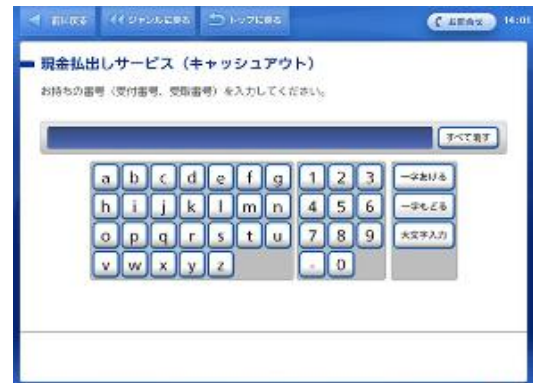 前に戻る ジャンルに戻る トップに戻る お問合せ 14:01
現金払出しサービス（キャッシュアウト）
お持ちの番号（受付番号、受取番号）を入力してください。
すべて消す
a b c d e f g 1 2 3 一字あける
h i j k l m n 4 5 6 一字もどる
o p q r s t u 7 8 9 大文字入力
v w x y z - 0